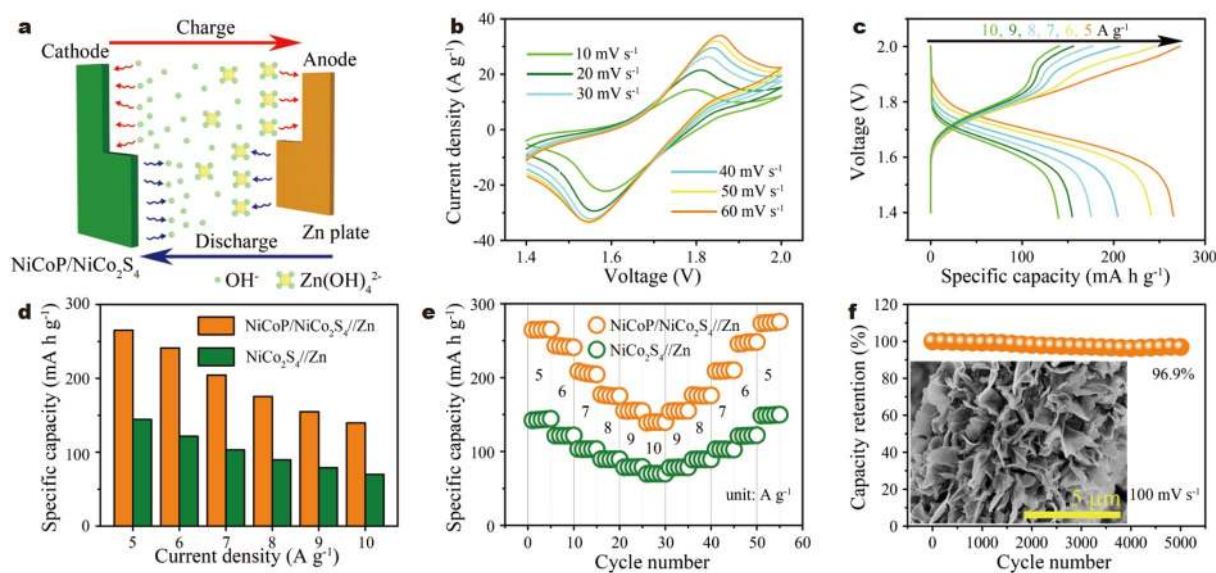 a
Charge
Cathode
Anode
Discharge
Zn plate
NiCoP/NiCo₂S₄
OH⁻
Zn(OH)₄²⁻
b
Current density (A g⁻¹)
40
20
0
-20
-40
10 mV s⁻¹
20 mV s⁻¹
30 mV s⁻¹
40 mV s⁻¹
50 mV s⁻¹
60 mV s⁻¹
1.4 1.6 1.8 2.0
Voltage (V)
c
10, 9, 8, 7, 6, 5 A g⁻¹
Voltage (V)
2.0
1.8
1.6
1.4
0 100 200 300
Specific capacity (mA h g⁻¹)
d
Specific capacity (mA h g⁻¹)
300
200
100
0
NiCoP/NiCo₂S₄//Zn
NiCo₂S₄//Zn
5 6 7 8 9 10
Current density (A g⁻¹)
e
Specific capacity (mA h g⁻¹)
300
200
100
0
NiCoP/NiCo₂S₄//Zn
NiCo₂S₄//Zn
5 6 7 8 9 10 9 8 7 6 5
unit: A g⁻¹
0 10 20 30 40 50 60
Cycle number
f
Capacity retention (%)
120
100
80
60
40
20
0
96.9%
5 μm
100 mV s⁻¹
0 1000 2000 3000 4000 5000
Cycle number